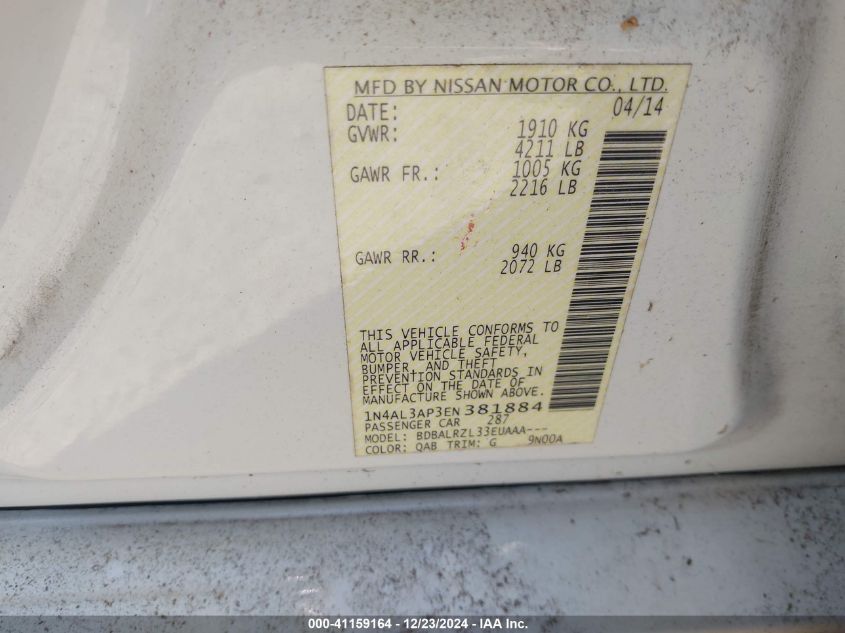 MFD BY NISSAN MOTOR CO., LTD.
DATE: 04/14
GVWR: 1910 KG
4211 LB
GAWR FR.: 1005 KG
2216 LB
GAWR RR.: 940 KG
2072 LB
THIS VEHICLE CONFORMS TO
ALL APPLICABLE FEDERAL
MOTOR VEHICLE SAFETY,
BUMPER, AND THEFT
PREVENTION STANDARDS IN
EFFECT ON THE DATE OF
MANUFACTURE SHOWN ABOVE.
1N4AL3AP3EN381884
PASSENGER CAR 287
MODEL: BDBALRZL33EUAAA---
COLOR: QAB TRIM: G 9N00A
000-41159164 - 12/23/2024 - IAA, Inc.